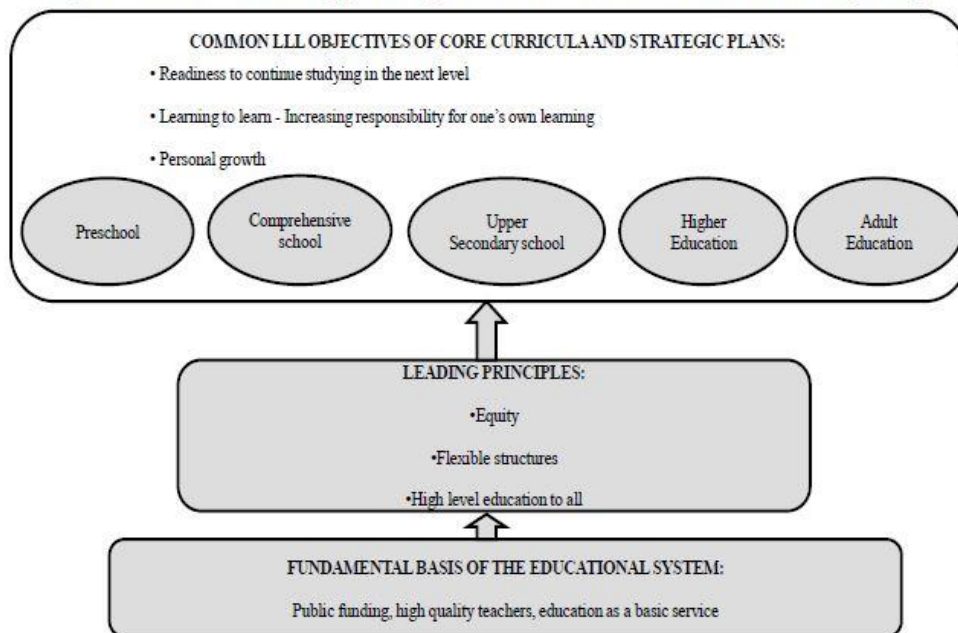 COMMON LLL OBJECTIVES OF CORE CURRICULA AND STRATEGIC PLANS:
• Readiness to continue studying in the next level
• Learning to learn - Increasing responsibility for one's own learning
• Personal growth
Preschool
Comprehensive
school
Upper
Secondary school
Higher
Education
Adult
Education
LEADING PRINCIPLES:
•Equity
•Flexible structures
•High level education to all
FUNDAMENTAL BASIS OF THE EDUCATIONAL SYSTEM:
Public funding, high quality teachers, education as a basic service